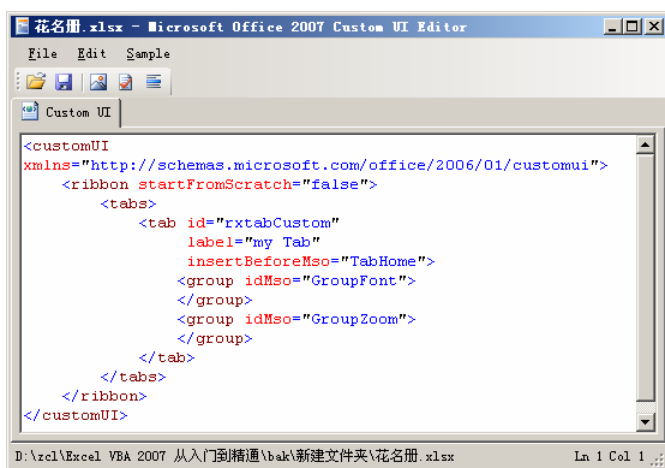 花名册.xlsx - Microsoft Office 2007 Custom UI Editor
File Edit Sample
Custom UI
<customUI
xmlns="http://schemas.microsoft.com/office/2006/01/customui">
    <ribbon startFromScratch="false">
        <tabs>
            <tab id="rxtabCustom"
                 label="my Tab"
                 insertBeforeMso="TabHome">
                <group idMso="GroupFont">
                </group>
                <group idMso="GroupZoom">
                </group>
            </tab>
        </tabs>
    </ribbon>
</customUI>
D:\zcl\Excel VBA 2007 从入门到精通\bak\新建文件夹\花名册.xlsx Ln 1 Col 1